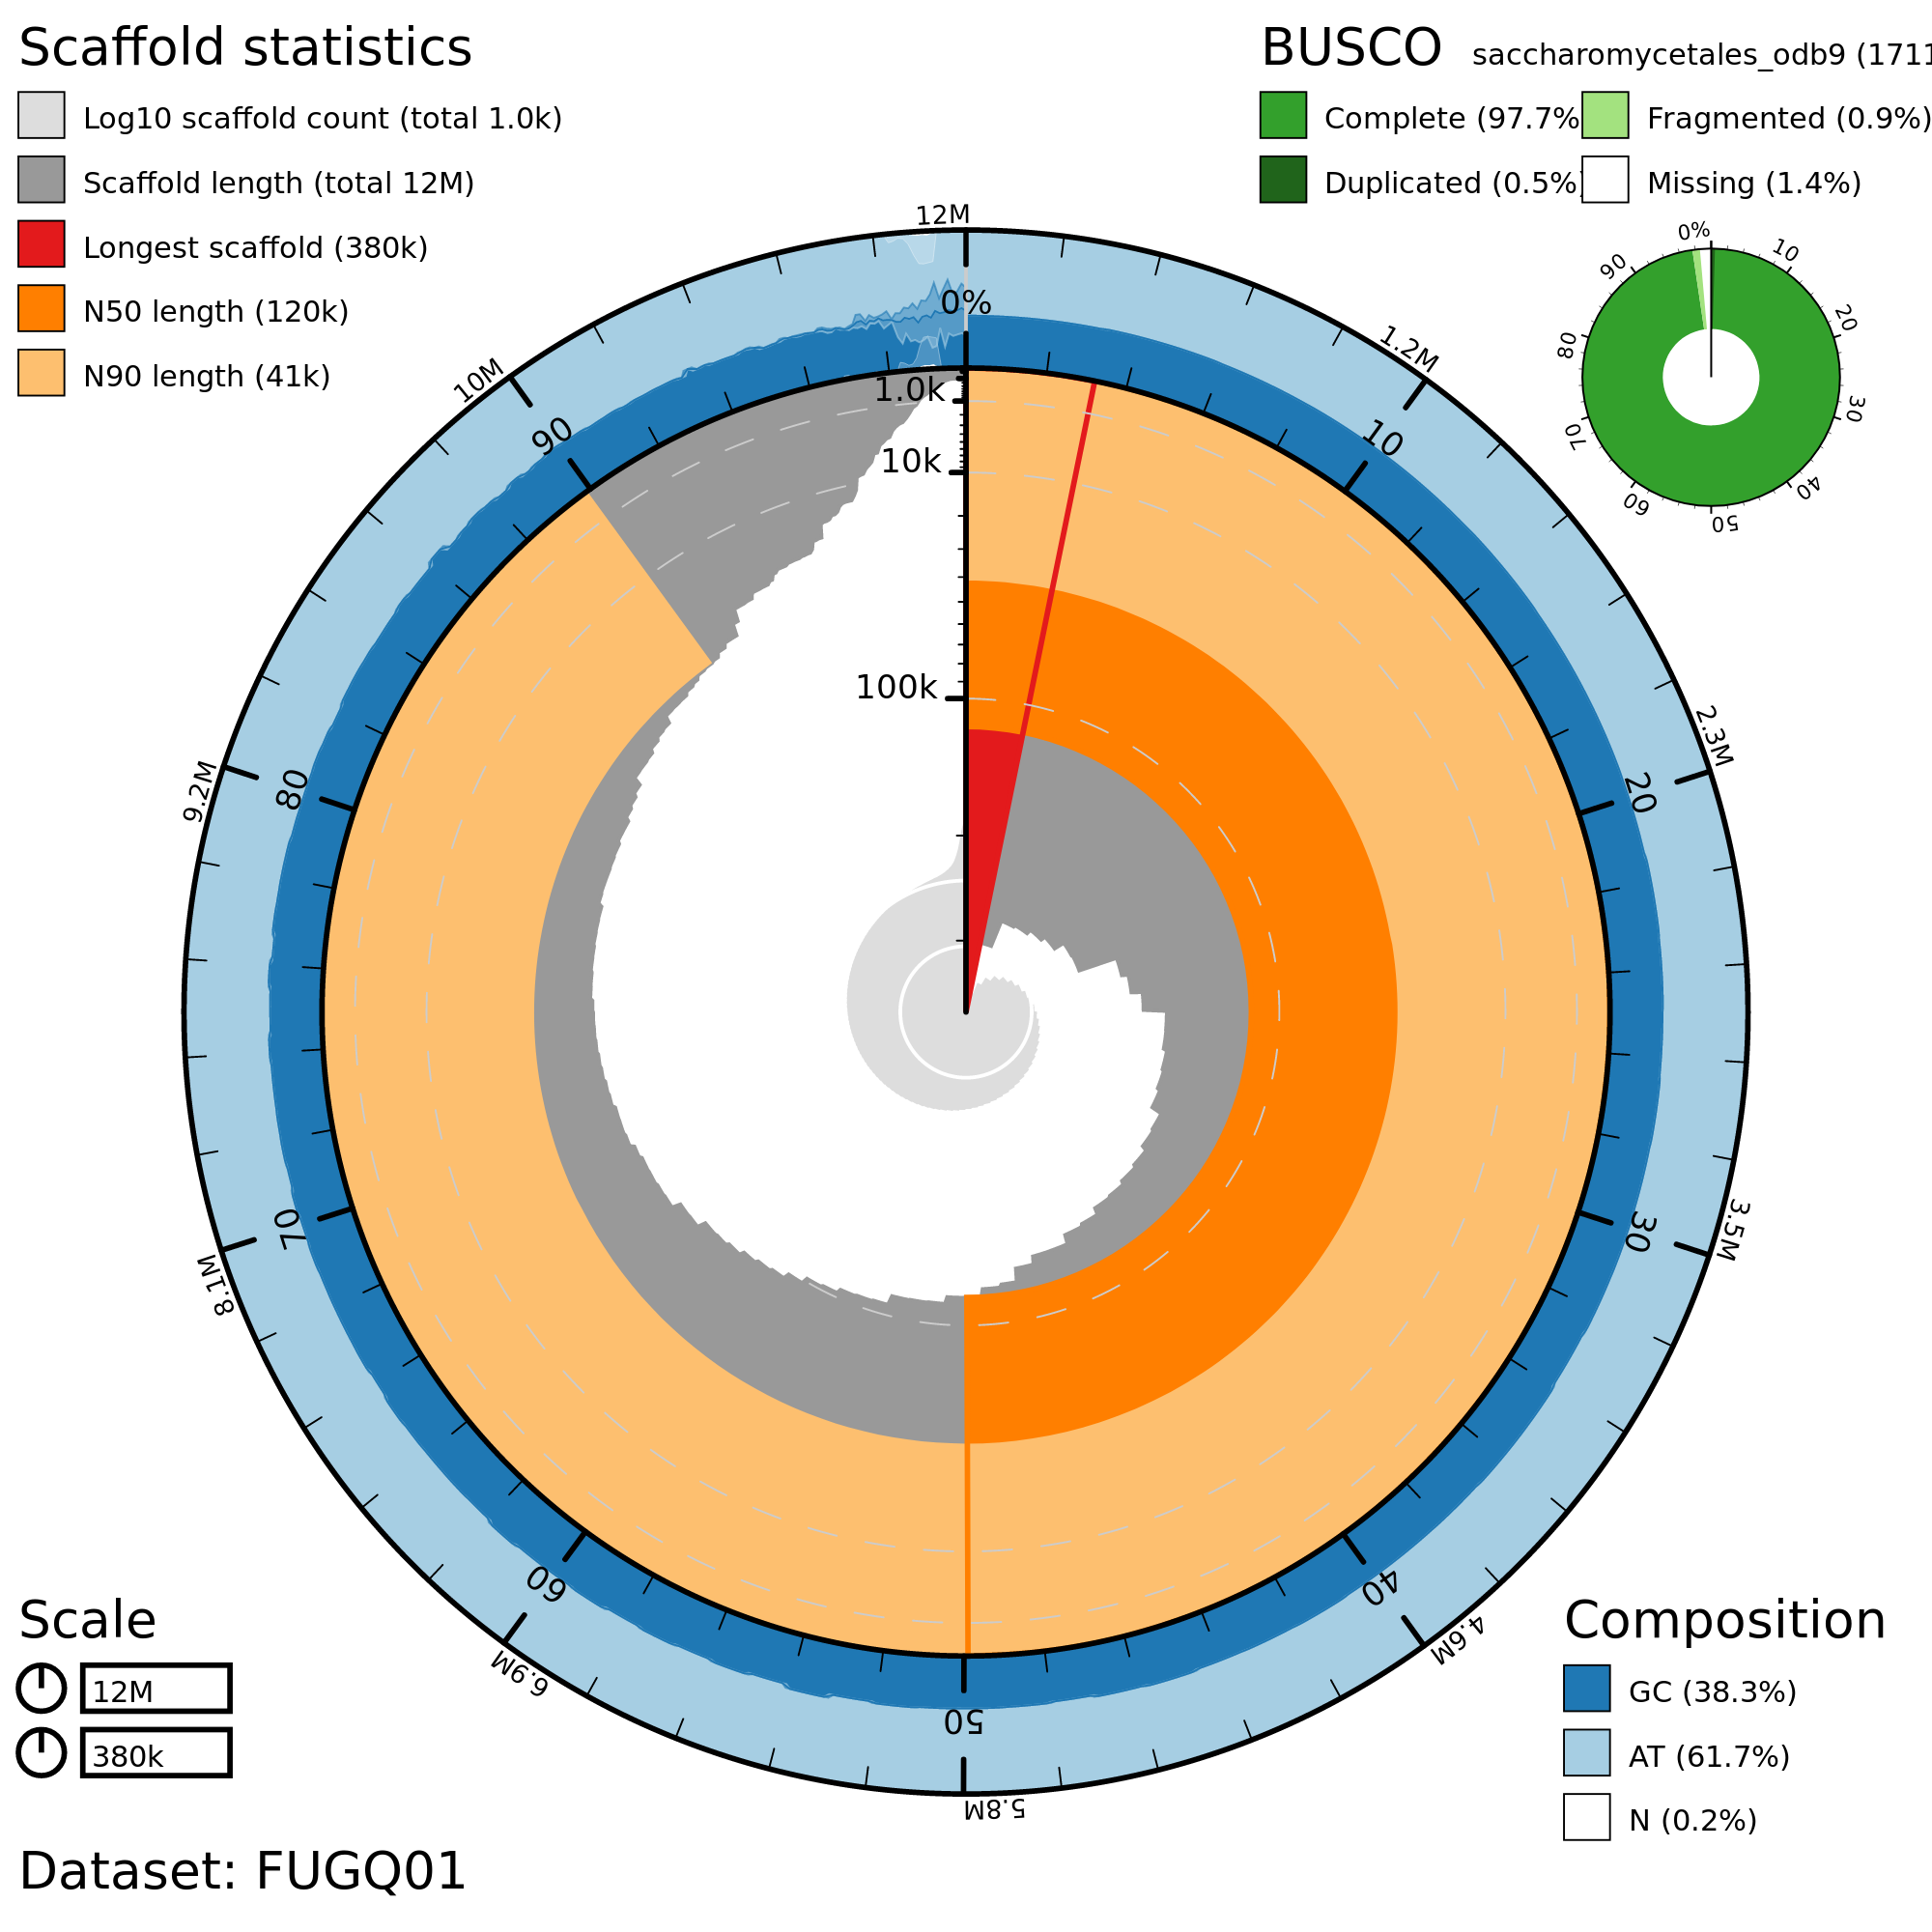 Scaffold statistics
Log10 scaffold count (total 1.0k)
Scaffold length (total 12M)
Longest scaffold (380k)
N50 length (120k)
N90 length (41k)
BUSCO saccharomycetales_odb9 (1711
Complete (97.7%
Fragmented (0.9%)
Duplicated (0.5%)
Missing (1.4%)
0%
10
20
30
40
50
60
70
80
90
12M
1.2M
2.3M
3.5M
4.6M
5.8M
6.9M
8.1M
9.2M
10M
0%
10
20
30
40
50
60
70
80
90
1.0k
10k
100k
Scale
12M
380k
Composition
GC (38.3%)
AT (61.7%)
N (0.2%)
Dataset: FUGQ01